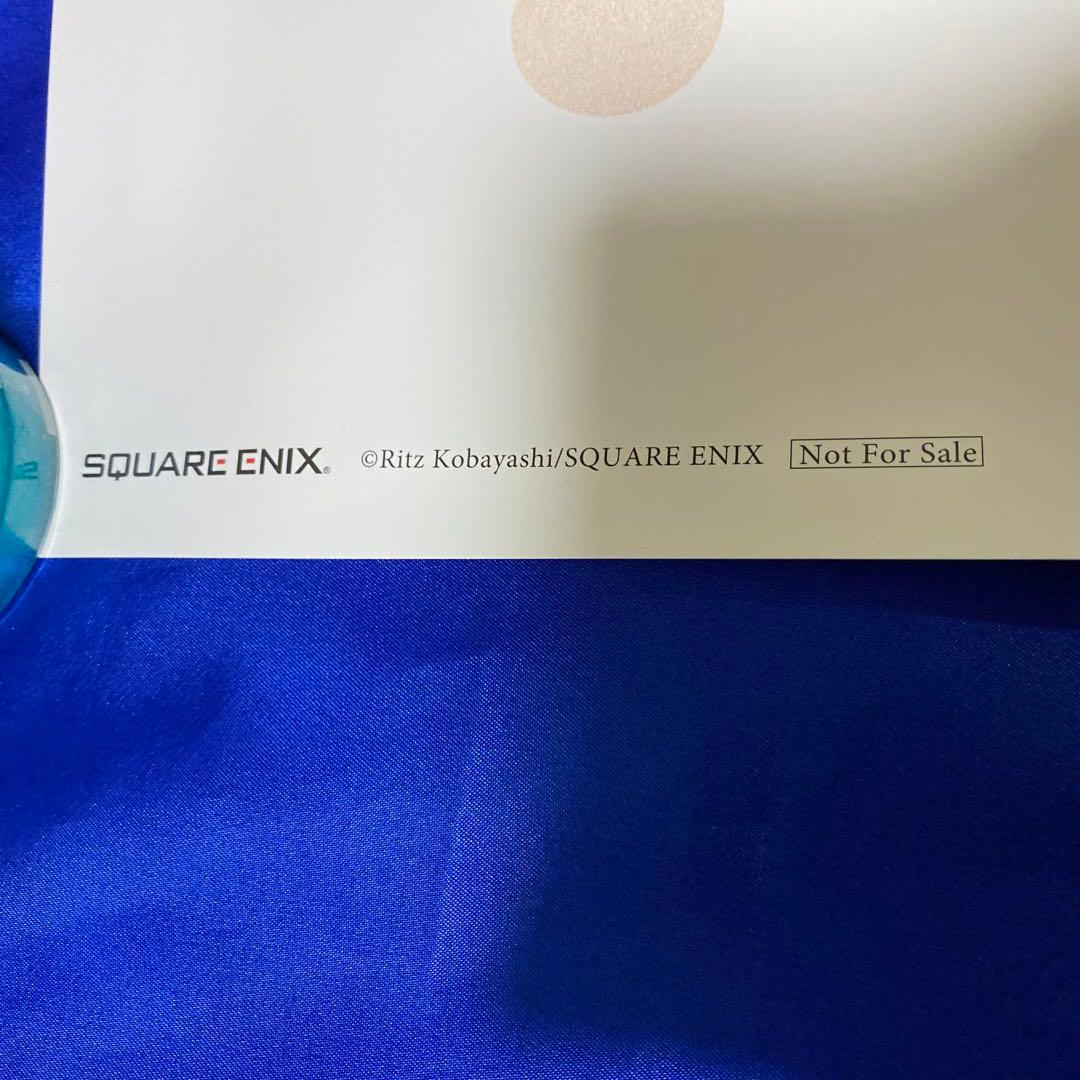 SQUARE ENIX® ©Ritz Kobayashi/SQUARE ENIX Not For Sale